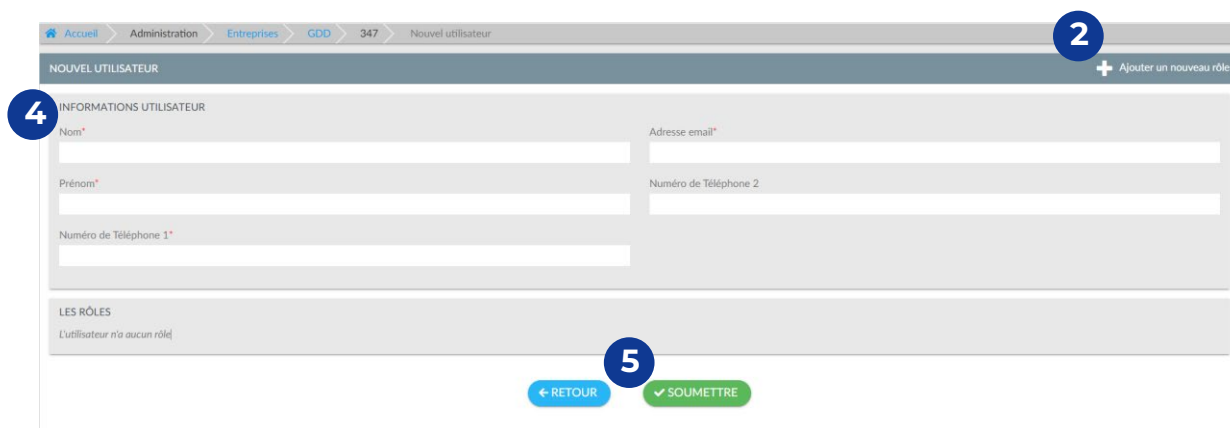 Accueil Administration Entreprises GDD 347 Nouvel utilisateur
2
NOUVEL UTILISATEUR
Ajouter un nouveau rôle
4
INFORMATIONS UTILISATEUR
Nom*
Adresse email*
Prénom*
Numéro de Téléphone 2
Numéro de Téléphone 1*
LES RÔLES
L'utilisateur n'a aucun rôle
5
RETOUR
SOUMETTRE